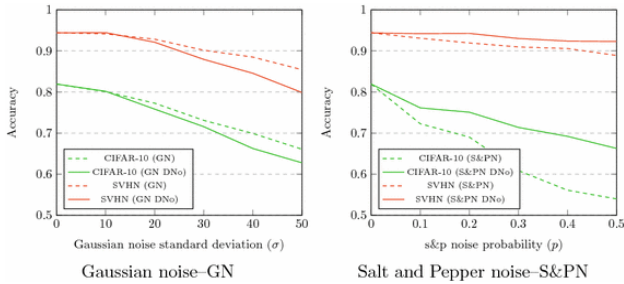 1
0.9
0.8
0.7
0.6
0.5
Accuracy
CIFAR-10 (GN)
CIFAR-10 (GN DNo)
SVHN (GN)
SVHN (GN DNo)
0 10 20 30 40 50
Gaussian noise standard deviation (σ)
Gaussian noise–GN
1
0.9
0.8
0.7
0.6
0.5
Accuracy
CIFAR-10 (S&PN)
CIFAR-10 (S&PN DNo)
SVHN (S&PN)
SVHN (S&PN DNo)
0 0.1 0.2 0.3 0.4 0.5
s&p noise probability (p)
Salt and Pepper noise–S&PN